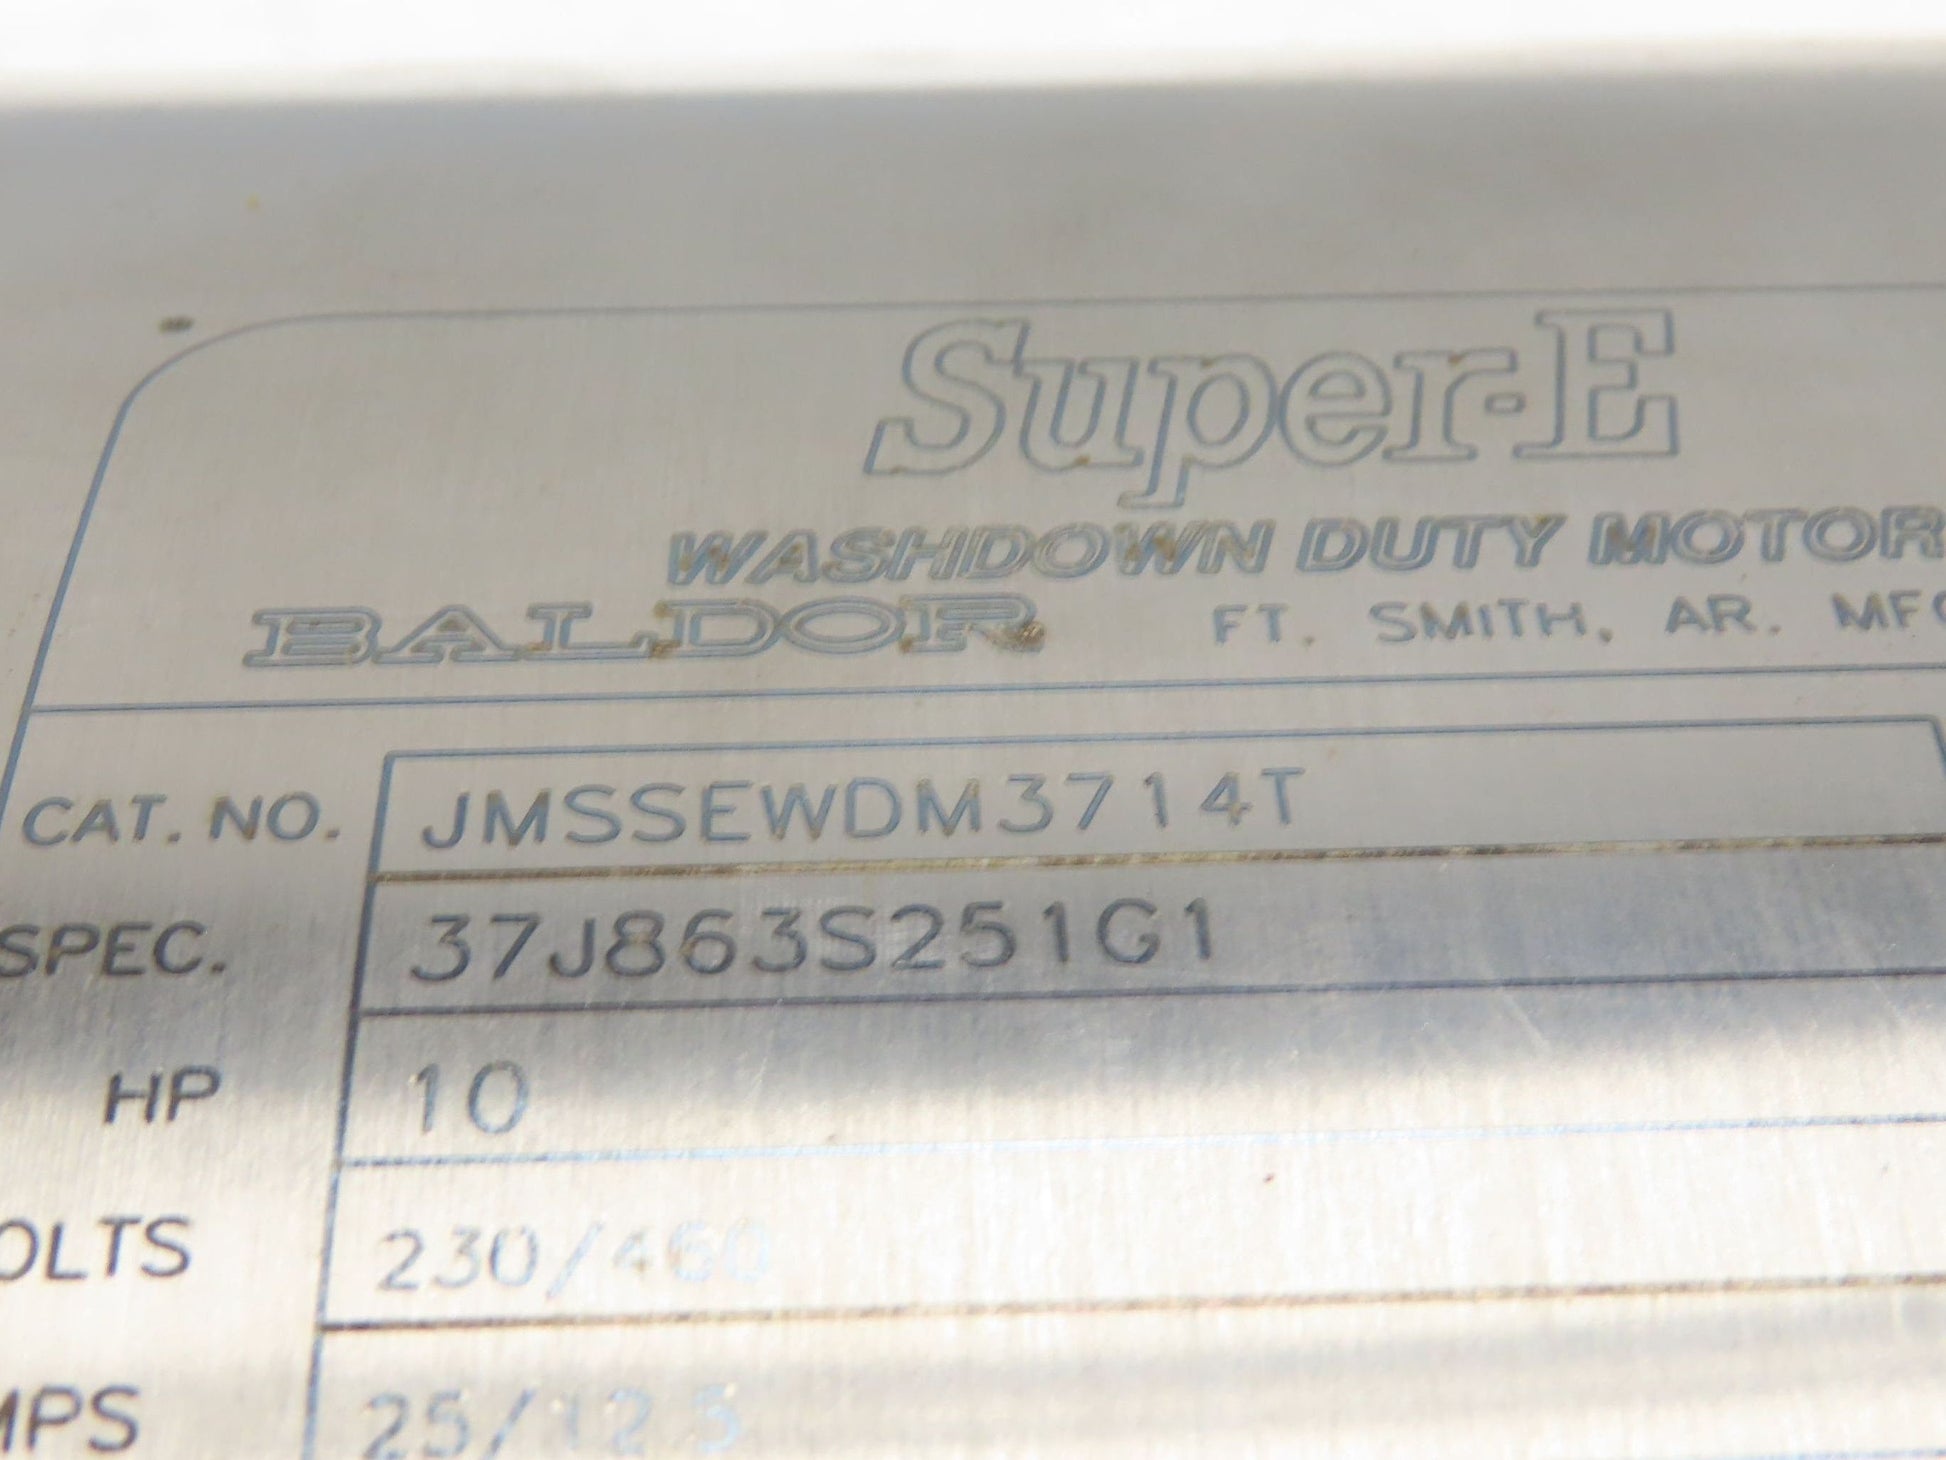 Super-E
WASHDOWN DUTY MOTOR
BALDOR FT. SMITH, AR. MFG
CAT. NO. JMSSEWDM3714T
SPEC. 37J863S251G1
HP 10
OLTS 230/460
MPS 25/12.5